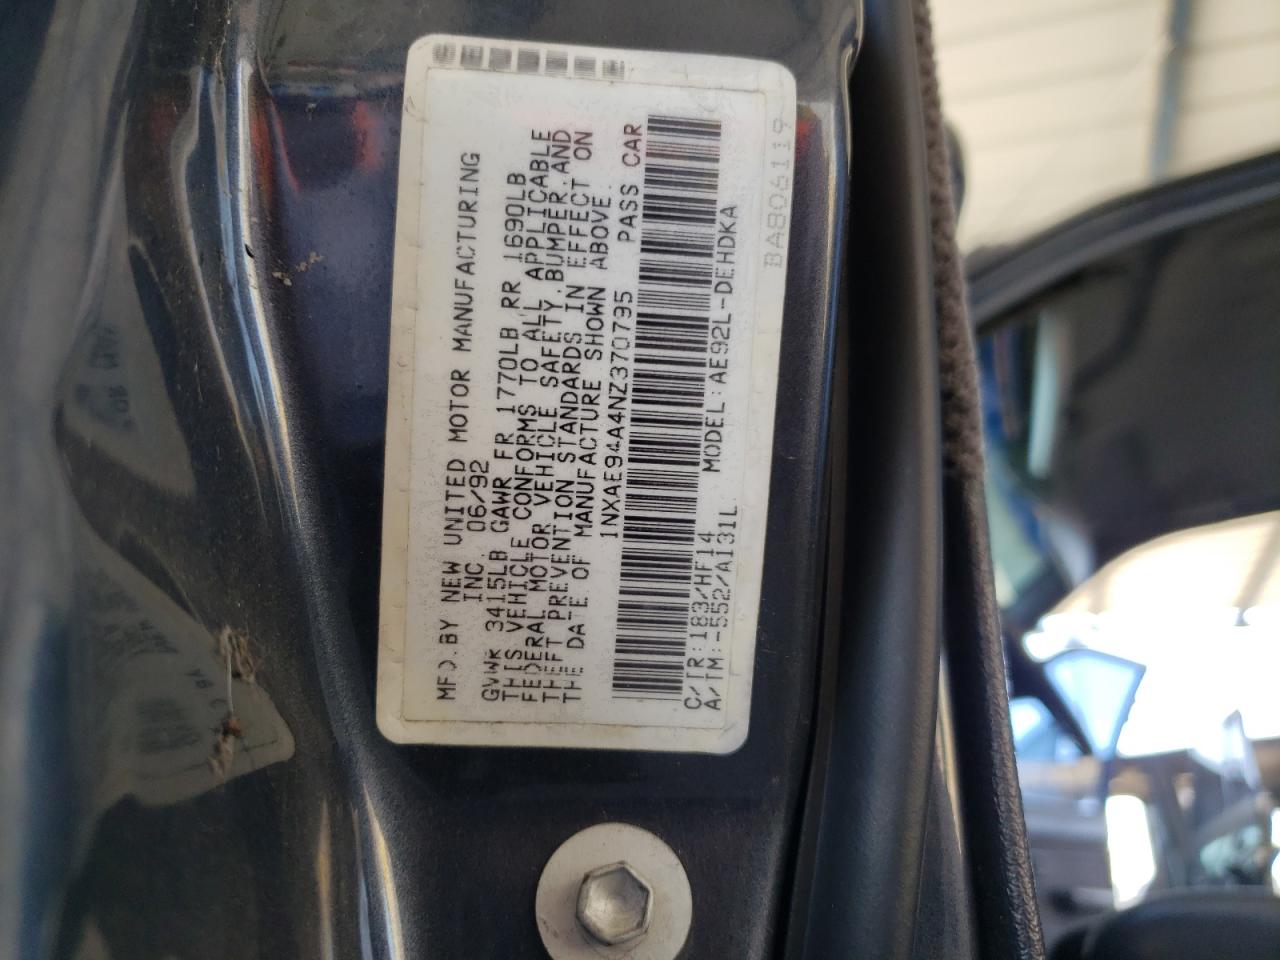 MFD.BY NEW UNITED MOTOR MANUFACTURING
INC 06/92
GVWR 3415LB GAWR FR 1770LB RR 1690LB
THIS VEHICLE CONFORMS TO ALL APPLICABLE
FEDERAL MOTOR VEHICLE SAFETY, BUMPER, AND
THEFT PREVENTION STANDARDS IN EFFECT ON
THE DATE OF MANUFACTURE SHOWN ABOVE.
1NXAE94A4NZ370795 PASS CAR
C/TR:183/HF14 MODEL:AE92L-DEHDKA
A/TM:-552/A131L
BA806119